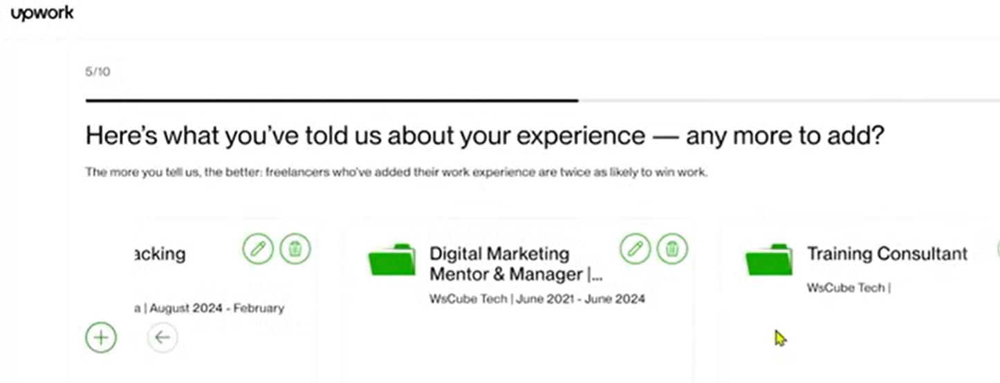 upwork
5/10
Here's what you've told us about your experience — any more to add?
The more you tell us, the better: freelancers who've added their work experience are twice as likely to win work.
acking
a | August 2024 - February
Digital Marketing
Mentor & Manager |...
WsCube Tech | June 2021 - June 2024
Training Consultant
WsCube Tech |